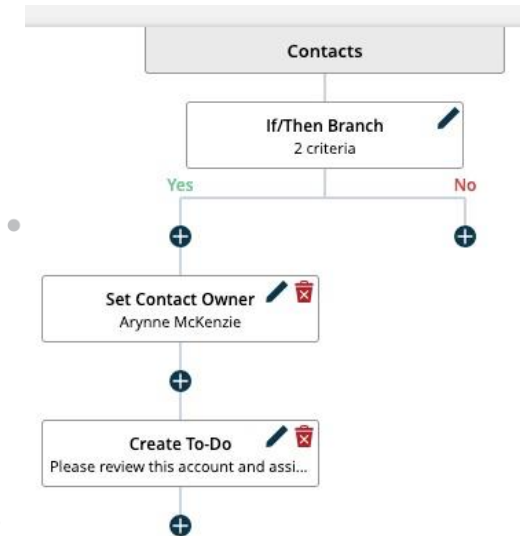 Contacts
If/Then Branch
2 criteria
Yes
No
Set Contact Owner
Arynne McKenzie
Create To-Do
Please review this account and assi...